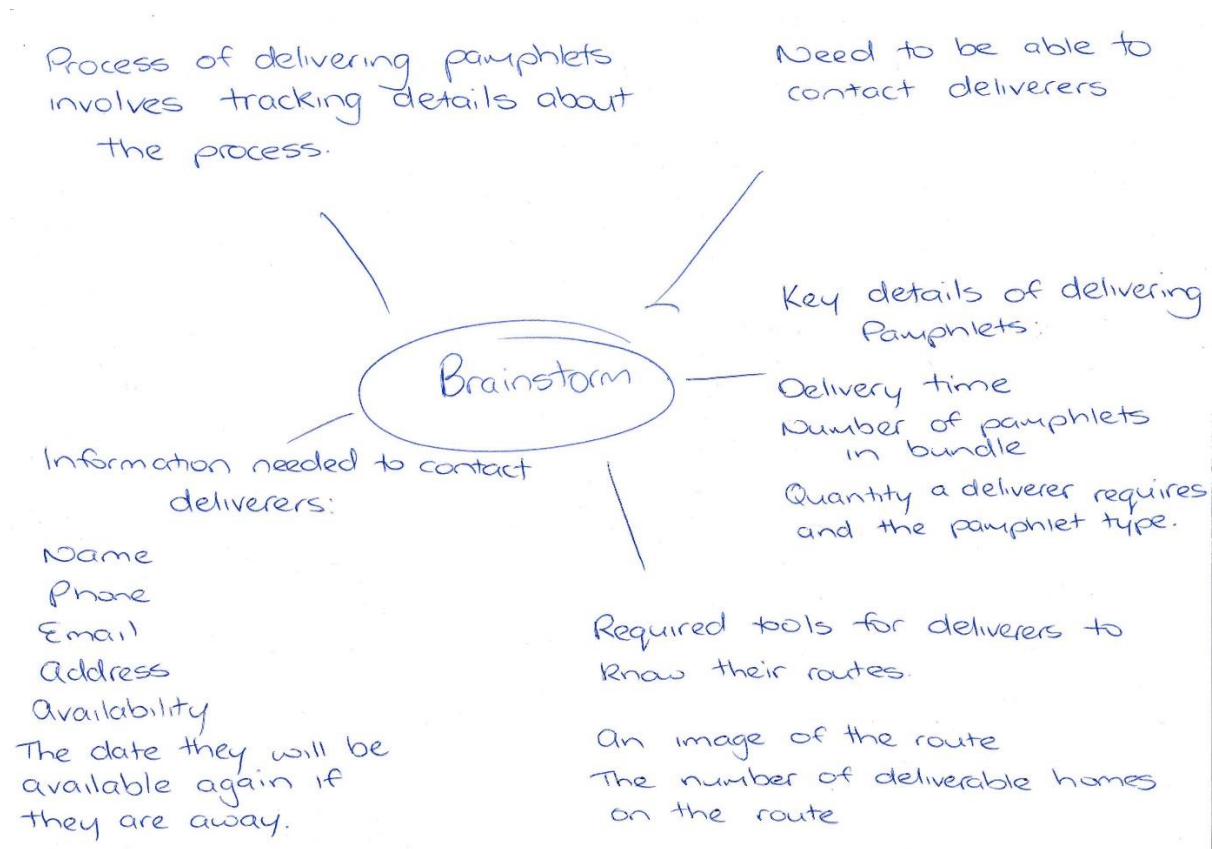 Process of delivering pamphlets
involves tracking details about
the process.
Need to be able to
contact deliverers
Brainstorm
Key details of delivering
Pamphlets:
Delivery time
Number of pamphlets
in bundle
Quantity a deliverer requires
and the pamphlet type.
Information needed to contact
deliverers:
Name
Phone
Email
Address
Availability
The date they will be
available again if
they are away.
Required tools for deliverers to
know their routes.
An image of the route
The number of deliverable homes
on the route